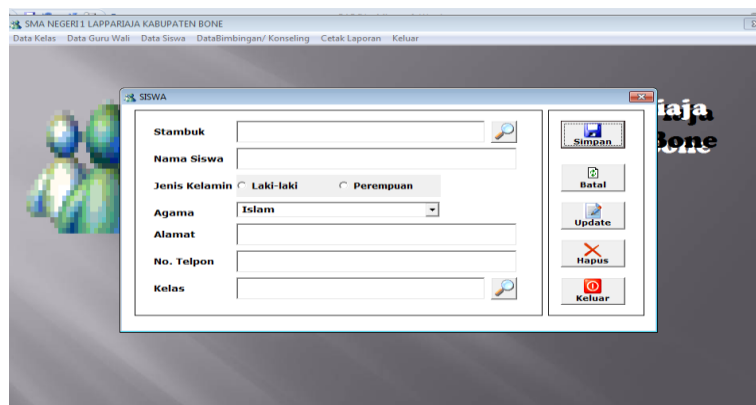 SMA NEGERI 1 LAPPARIAJA KABUPATEN BONE
Data Kelas Data Guru Wali Data Siswa DataBimbingan/ Konseling Cetak Laporan Keluar
SISWA
iaja
Bone
Stambuk
Nama Siswa
Jenis Kelamin Laki-laki Perempuan
Agama Islam
Alamat
No. Telpon
Kelas
Simpan
Batal
Update
Hapus
Keluar